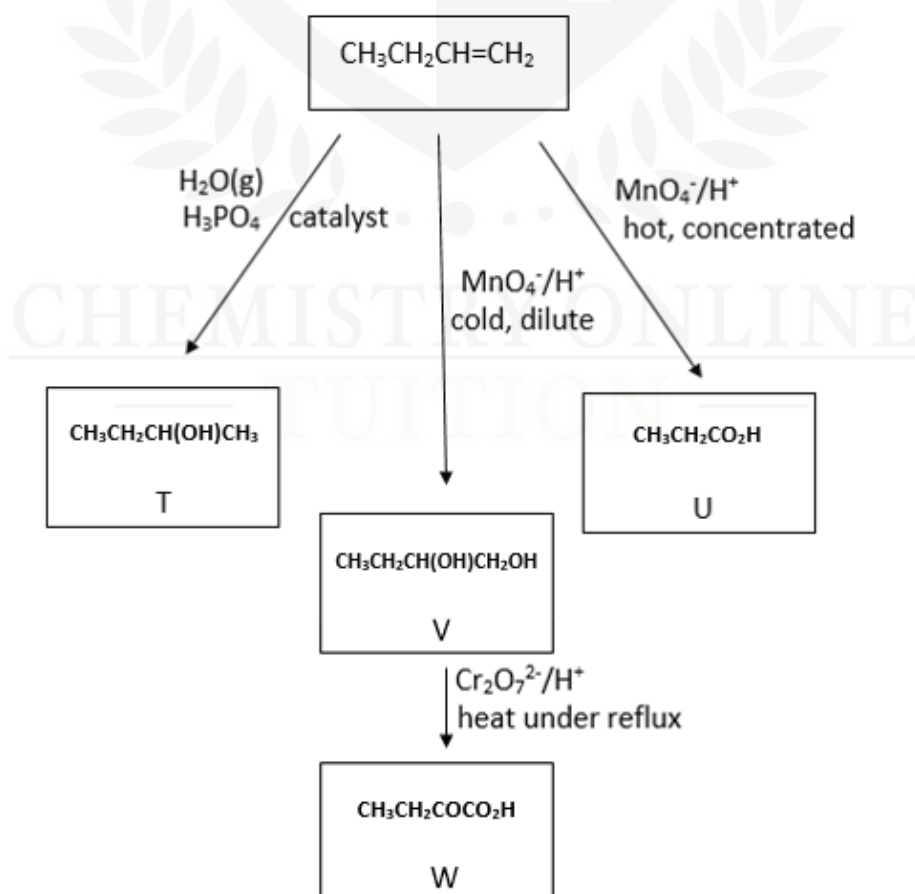 CH₃CH₂CH=CH₂
H₂O(g)
H₃PO₄ catalyst
MnO₄⁻/H⁺
hot, concentrated
MnO₄⁻/H⁺
cold, dilute
CHEMISTRY ONLINE
TUITION
CH₃CH₂CH(OH)CH₃
T
CH₃CH₂CO₂H
U
CH₃CH₂CH(OH)CH₂OH
V
Cr₂O₇²⁻/H⁺
heat under reflux
CH₃CH₂COCO₂H
W